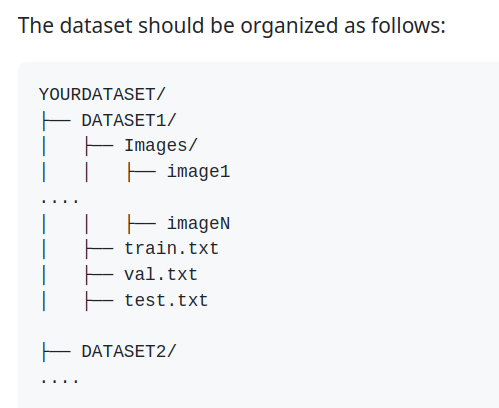 The dataset should be organized as follows:
YOURDATASET/
├── DATASET1/
│   ├── Images/
│   │   ├── image1
....
│   │   ├── imageN
│   ├── train.txt
│   ├── val.txt
│   ├── test.txt
├── DATASET2/
....